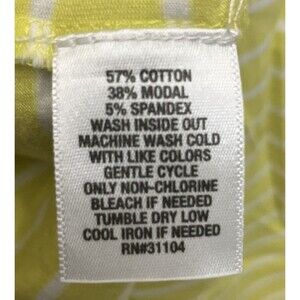 57% COTTON
38% MODAL
5% SPANDEX
WASH INSIDE OUT
MACHINE WASH COLD
WITH LIKE COLORS
GENTLE CYCLE
ONLY NON-CHLORINE
BLEACH IF NEEDED
TUMBLE DRY LOW
COOL IRON IF NEEDED
RN#31104